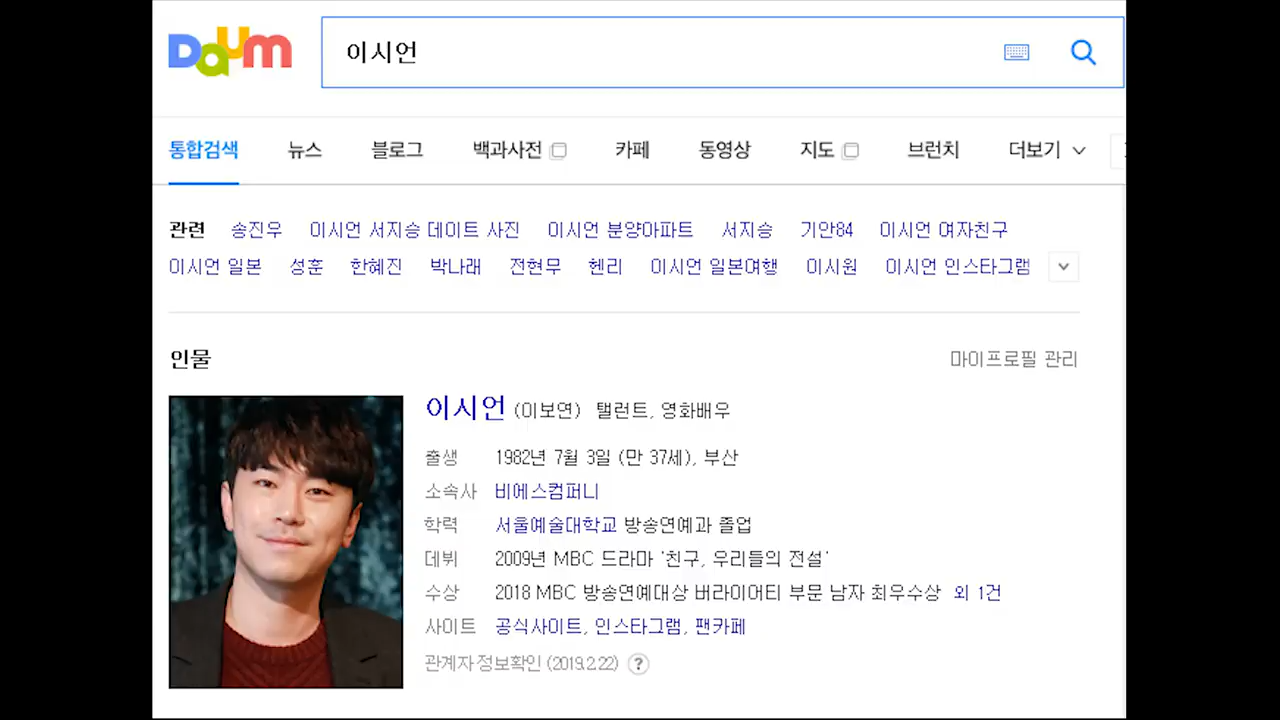 Daum 이시언
통합검색 뉴스 블로그 백과사전 카페 동영상 지도 브런치 더보기
관련 송진우 이시언 서지승 데이트 사진 이시언 분양아파트 서지승 기안84 이시언 여자친구
이시언 일본 성훈 한혜진 박나래 전현무 헨리 이시언 일본여행 이시원 이시언 인스타그램
인물 마이프로필 관리
이시언 (이보연) 탤런트, 영화배우
출생 1982년 7월 3일 (만 37세), 부산
소속사 비에스컴퍼니
학력 서울예술대학교 방송연예과 졸업
데뷔 2009년 MBC 드라마 '친구, 우리들의 전설'
수상 2018 MBC 방송연예대상 버라이어티 부문 남자 최우수상 외 1건
사이트 공식사이트, 인스타그램, 팬카페
관계자 정보확인 (2019.2.22) ?